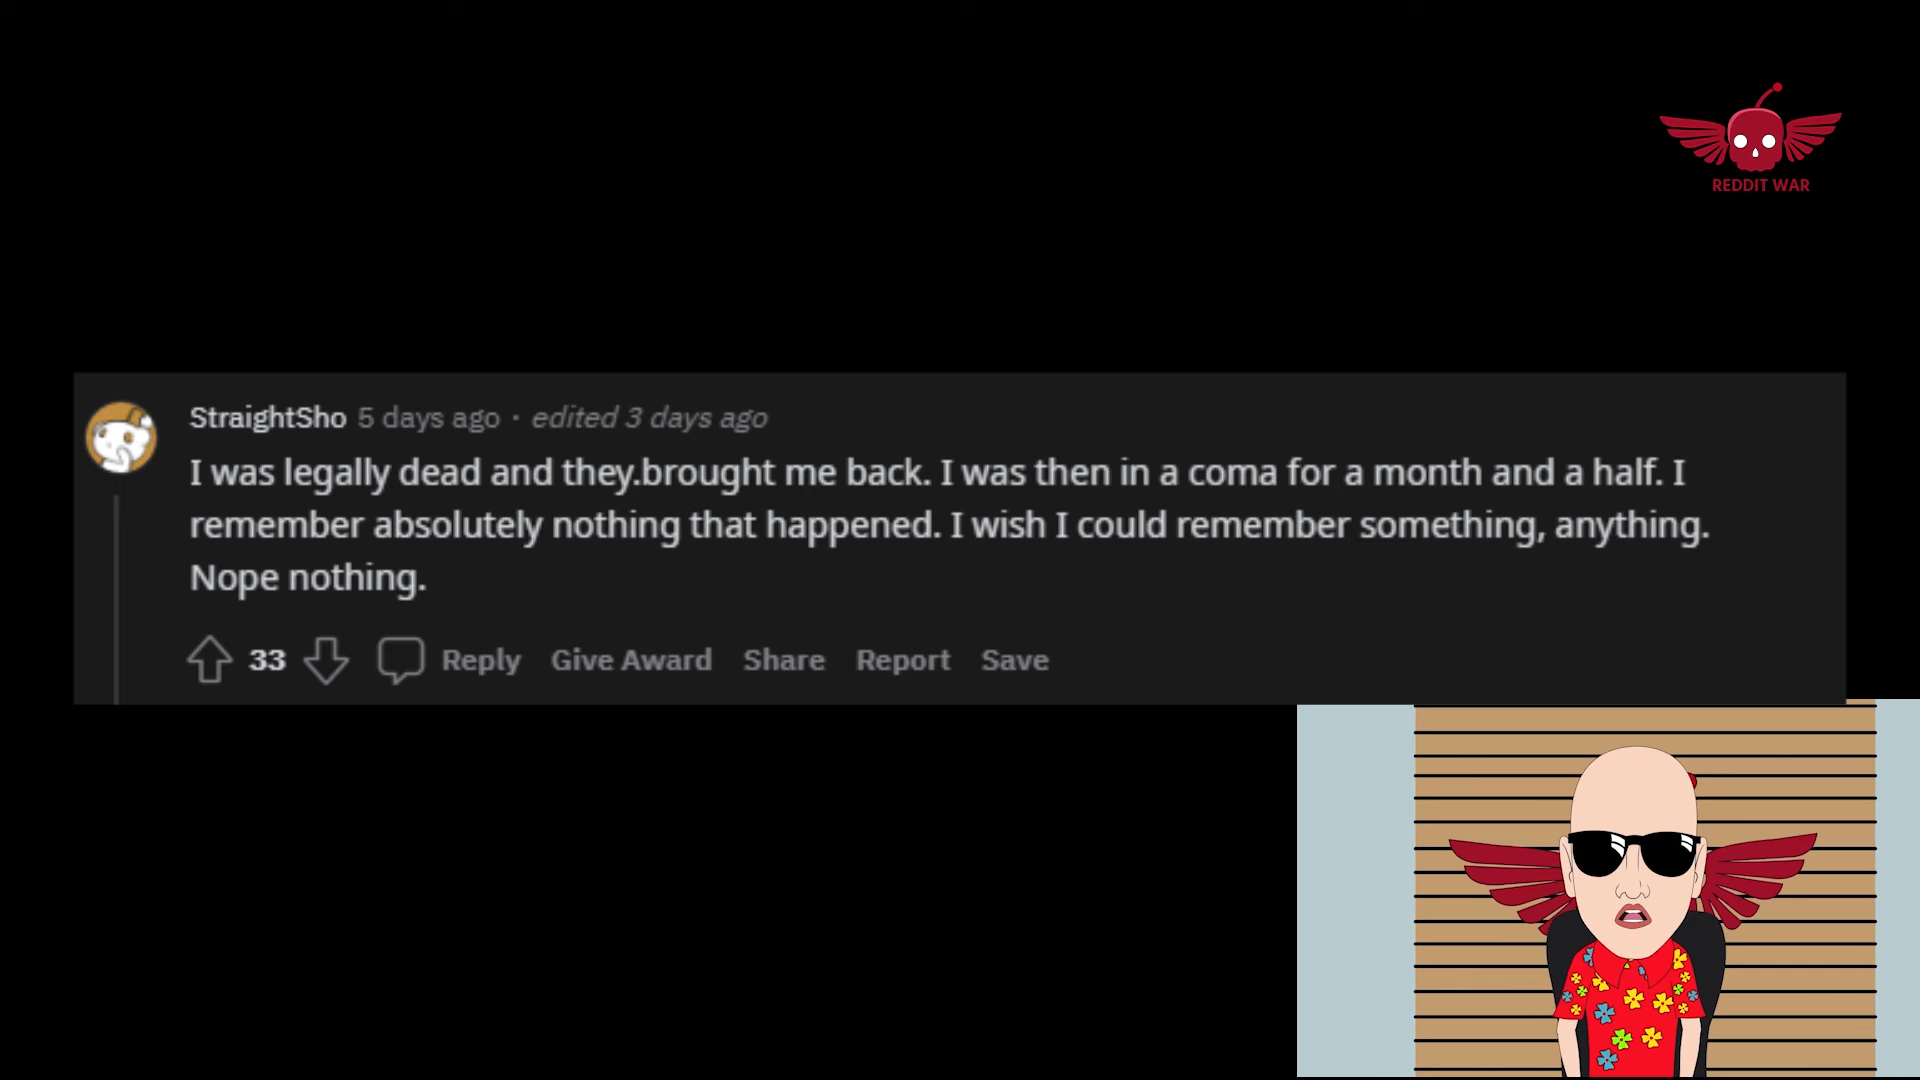 REDDIT WAR
StraightSho 5 days ago · edited 3 days ago
I was legally dead and they.brought me back. I was then in a coma for a month and a half. I
remember absolutely nothing that happened. I wish I could remember something, anything.
Nope nothing.
33 Reply Give Award Share Report Save